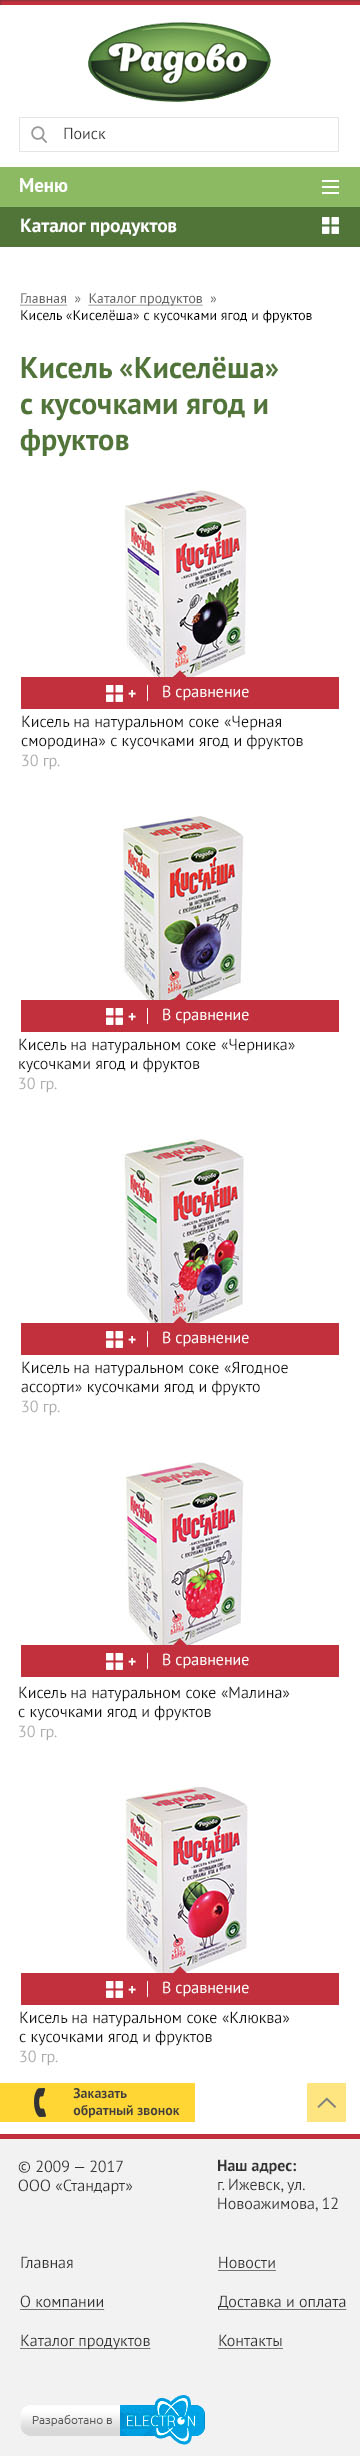 Радово
Поиск
Меню
Каталог продуктов
Главная » Каталог продуктов »
Кисель «Киселёша» с кусочками ягод и фруктов
Кисель «Киселёша»
с кусочками ягод и
фруктов
Радово
Киселёша
+ | В сравнение
Кисель на натуральном соке «Черная
смородина» с кусочками ягод и фруктов
30 гр.
Радово
Киселёша
+ | В сравнение
Кисель на натуральном соке «Черника»
кусочками ягод и фруктов
30 гр.
Радово
Киселёша
+ | В сравнение
Кисель на натуральном соке «Ягодное
ассорти» кусочками ягод и фрукто
30 гр.
Радово
Киселёша
+ | В сравнение
Кисель на натуральном соке «Малина»
с кусочками ягод и фруктов
30 гр.
Радово
Киселёша
+ | В сравнение
Кисель на натуральном соке «Клюква»
с кусочками ягод и фруктов
30 гр.
Заказать
обратный звонок
© 2009 — 2017
ООО «Стандарт»
Наш адрес:
г. Ижевск, ул.
Новоажимова, 12
Главная
Новости
О компании
Доставка и оплата
Каталог продуктов
Контакты
Разработано в ELECTRON